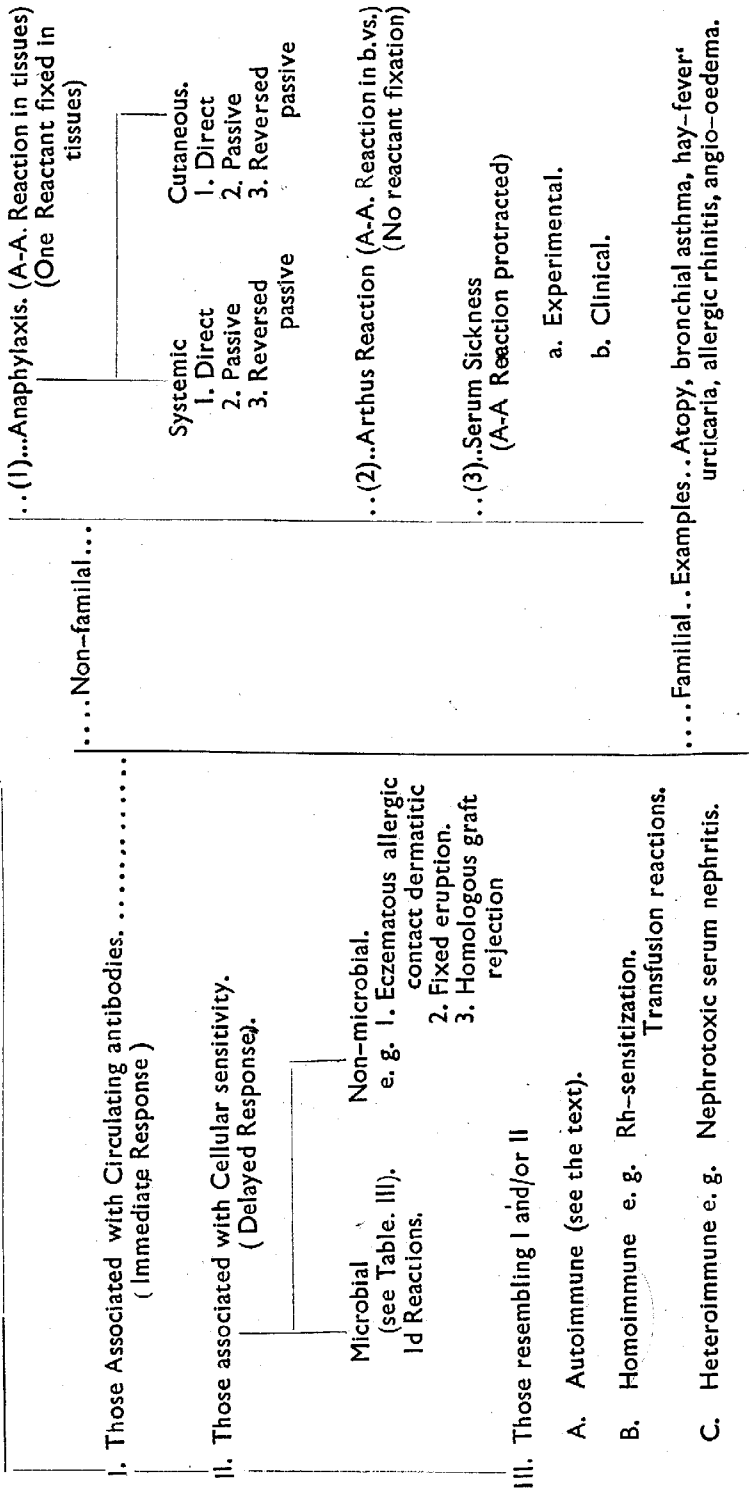 I. Those Associated with Circulating antibodies.............
( Immediate Response )
....Non-familal...
..(1)...Anaphylaxis. (A-A. Reaction in tissues)
(One Reactant fixed in
tissues)
Systemic
1. Direct
2. Passive
3. Reversed
passive
Cutaneous.
1. Direct
2. Passive
3. Reversed
passive
..(2)..Arthus Reaction (A-A. Reaction in b.vs.)
(No reactant fixation)
..(3)..Serum Sickness
(A-A Reaction protracted)
a. Experimental.
b. Clinical.
....Familial..Examples..Atopy, bronchial asthma, hay-fever‘
urticaria, allergic rhinitis, angio-oedema.
II. Those associated with Cellular sensitivity.
( Delayed Response).
Microbial
(see Table. III).
Id Reactions.
Non-microbial.
e. g. 1. Eczematous allergic
contact dermatitic
2. Fixed eruption.
3. Homologous graft
rejection
III. Those resembling I and/or II
A. Autoimmune (see the text).
B. Homoimmune e. g. Rh-sensitization.
Transfusion reactions.
C. Heteroimmune e. g. Nephrotoxic serum nephritis.